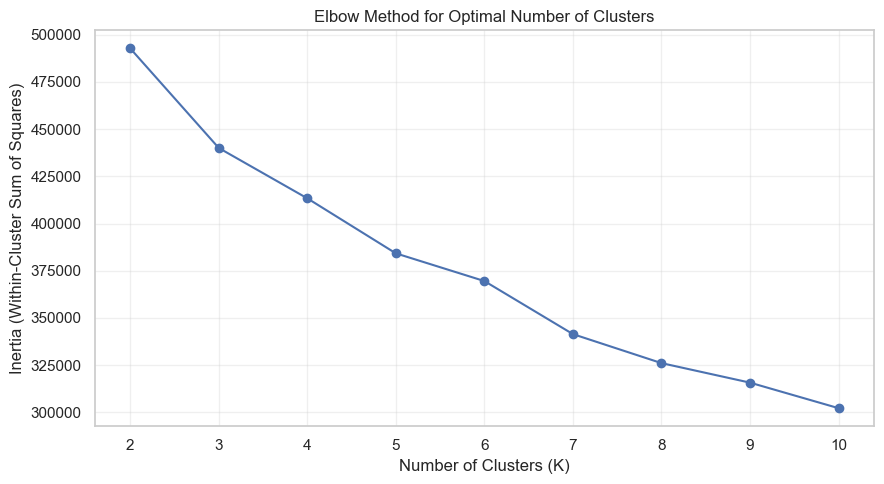 Elbow Method for Optimal Number of Clusters
Inertia (Within-Cluster Sum of Squares)
500000
475000
450000
425000
400000
375000
350000
325000
300000
2 3 4 5 6 7 8 9 10
Number of Clusters (K)